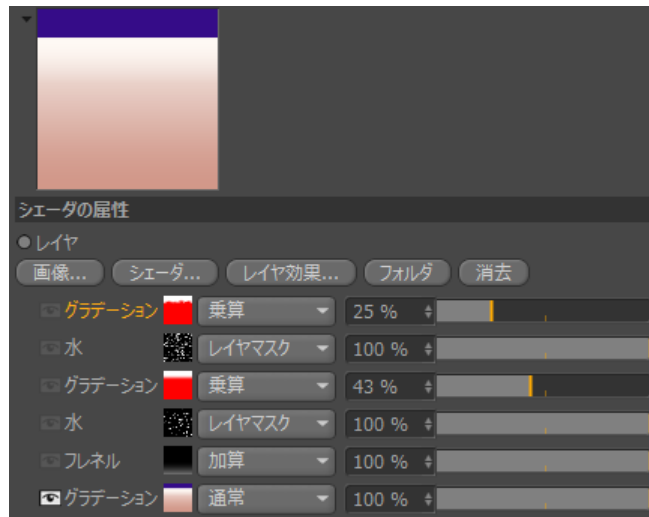 シェーダの属性
レイヤ
画像... シェーダ... レイヤ効果... フォルダ 消去
グラデーション 乗算 25 %
水 レイヤマスク 100 %
グラデーション 乗算 43 %
水 レイヤマスク 100 %
フレネル 加算 100 %
グラデーション 通常 100 %